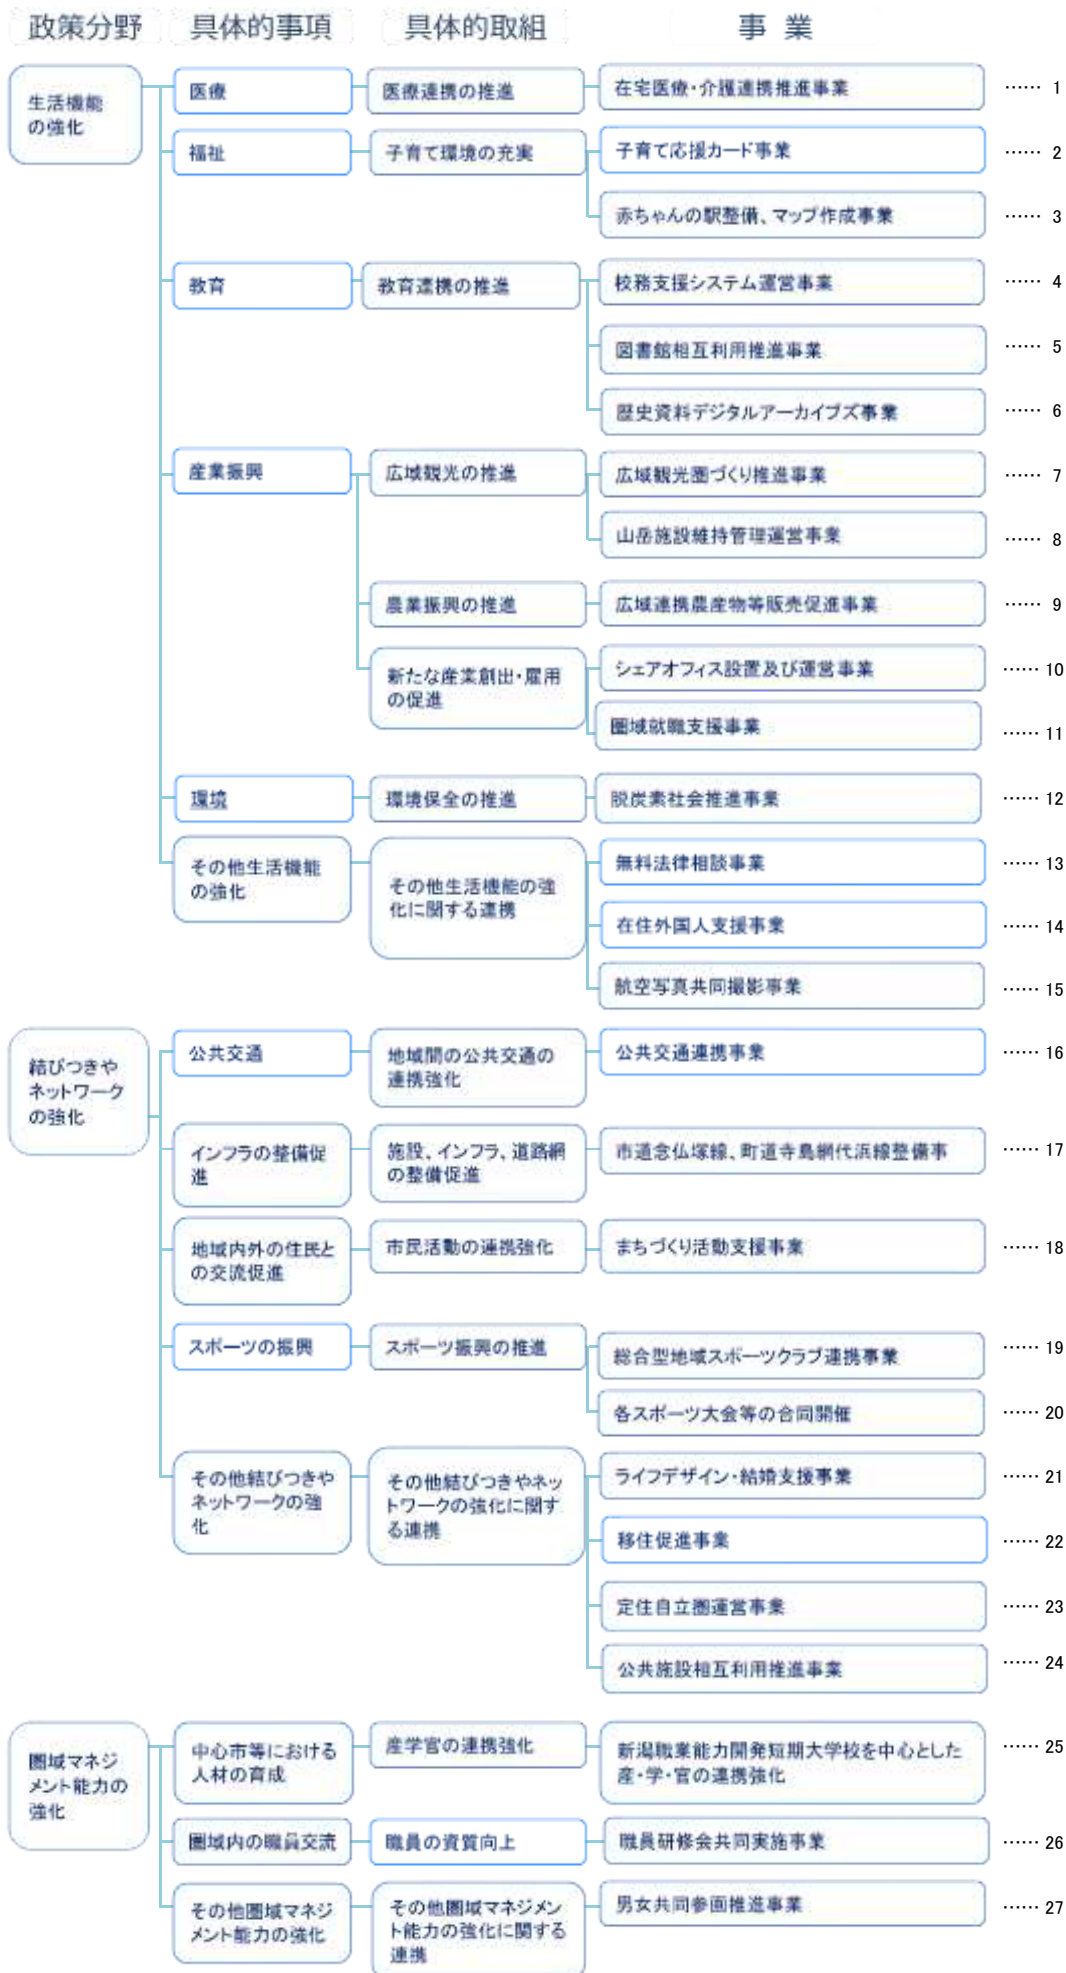 政策分野 具体的事項 具体的取組 事 業
生活機能
の強化
医療 医療連携の推進 在宅医療・介護連携推進事業 …… 1
福祉 子育て環境の充実 子育て応援カード事業 …… 2
赤ちゃんの駅整備、マップ作成事業 …… 3
教育 教育連携の推進 校務支援システム運営事業 …… 4
図書館相互利用推進事業 …… 5
歴史資料デジタルアーカイブズ事業 …… 6
産業振興 広域観光の推進 広域観光圏づくり推進事業 …… 7
山岳施設維持管理運営事業 …… 8
農業振興の推進 広域連携農産物等販売促進事業 …… 9
新たな産業創出・雇用
の促進
シェアオフィス設置及び運営事業 …… 10
圏域就職支援事業 …… 11
環境 環境保全の推進 脱炭素社会推進事業 …… 12
その他生活機能
の強化
その他生活機能の強
化に関する連携
無料法律相談事業 …… 13
在住外国人支援事業 …… 14
航空写真共同撮影事業 …… 15
結びつきや
ネットワーク
の強化
公共交通
地域間の公共交通の
連携強化
公共交通連携事業 …… 16
インフラの整備促
進
施設、インフラ、道路網
の整備促進
市道念仏塚線、町道寺島網代浜線整備事 …… 17
地域内外の住民と
の交流促進
市民活動の連携強化 まちづくり活動支援事業 …… 18
スポーツの振興 スポーツ振興の推進 総合型地域スポーツクラブ連携事業 …… 19
各スポーツ大会等の合同開催 …… 20
その他結びつきや
ネットワークの強
化
その他結びつきやネッ
トワークの強化に関す
る連携
ライフデザイン・結婚支援事業 …… 21
移住促進事業 …… 22
定住自立圏運営事業 …… 23
公共施設相互利用推進事業 …… 24
圏域マネジ
メント能力の
強化
中心市等における
人材の育成
産学官の連携強化
新潟職業能力開発短期大学校を中心とした
産・学・官の連携強化
…… 25
圏域内の職員交流 職員の資質向上 職員研修会共同実施事業 …… 26
その他圏域マネジ
メント能力の強化
その他圏域マネジメン
ト能力の強化に関する
連携
男女共同参画推進事業 …… 27